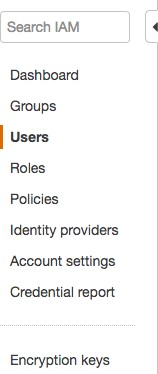 Search IAM
Dashboard
Groups
Users
Roles
Policies
Identity providers
Account settings
Credential report
Encryption keys